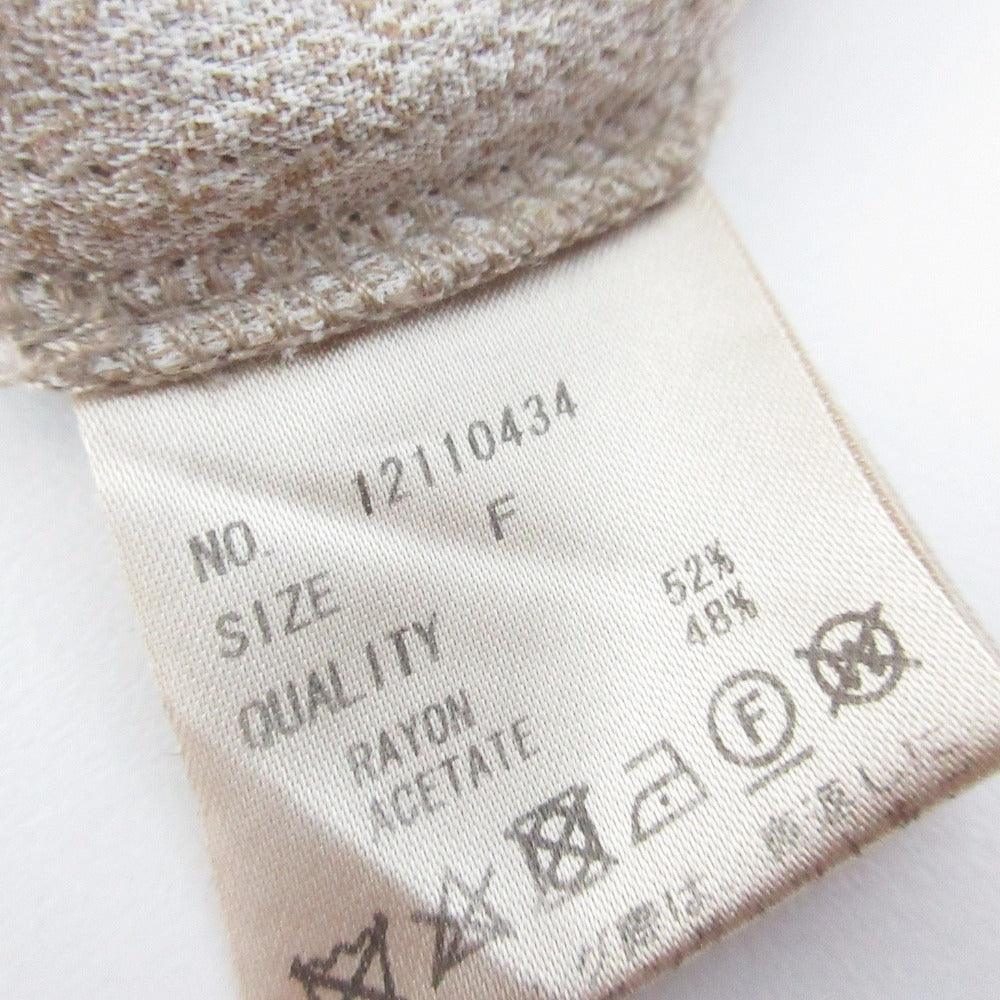 NO. 12110434
SIZE F
QUALITY
RAYON 52%
ACETATE 48%
F W